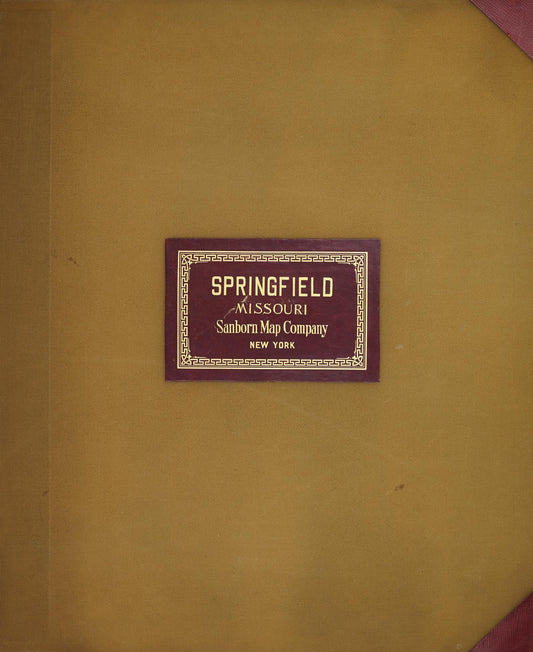 SPRINGFIELD
MISSOURI
Sanborn Map Company
NEW YORK